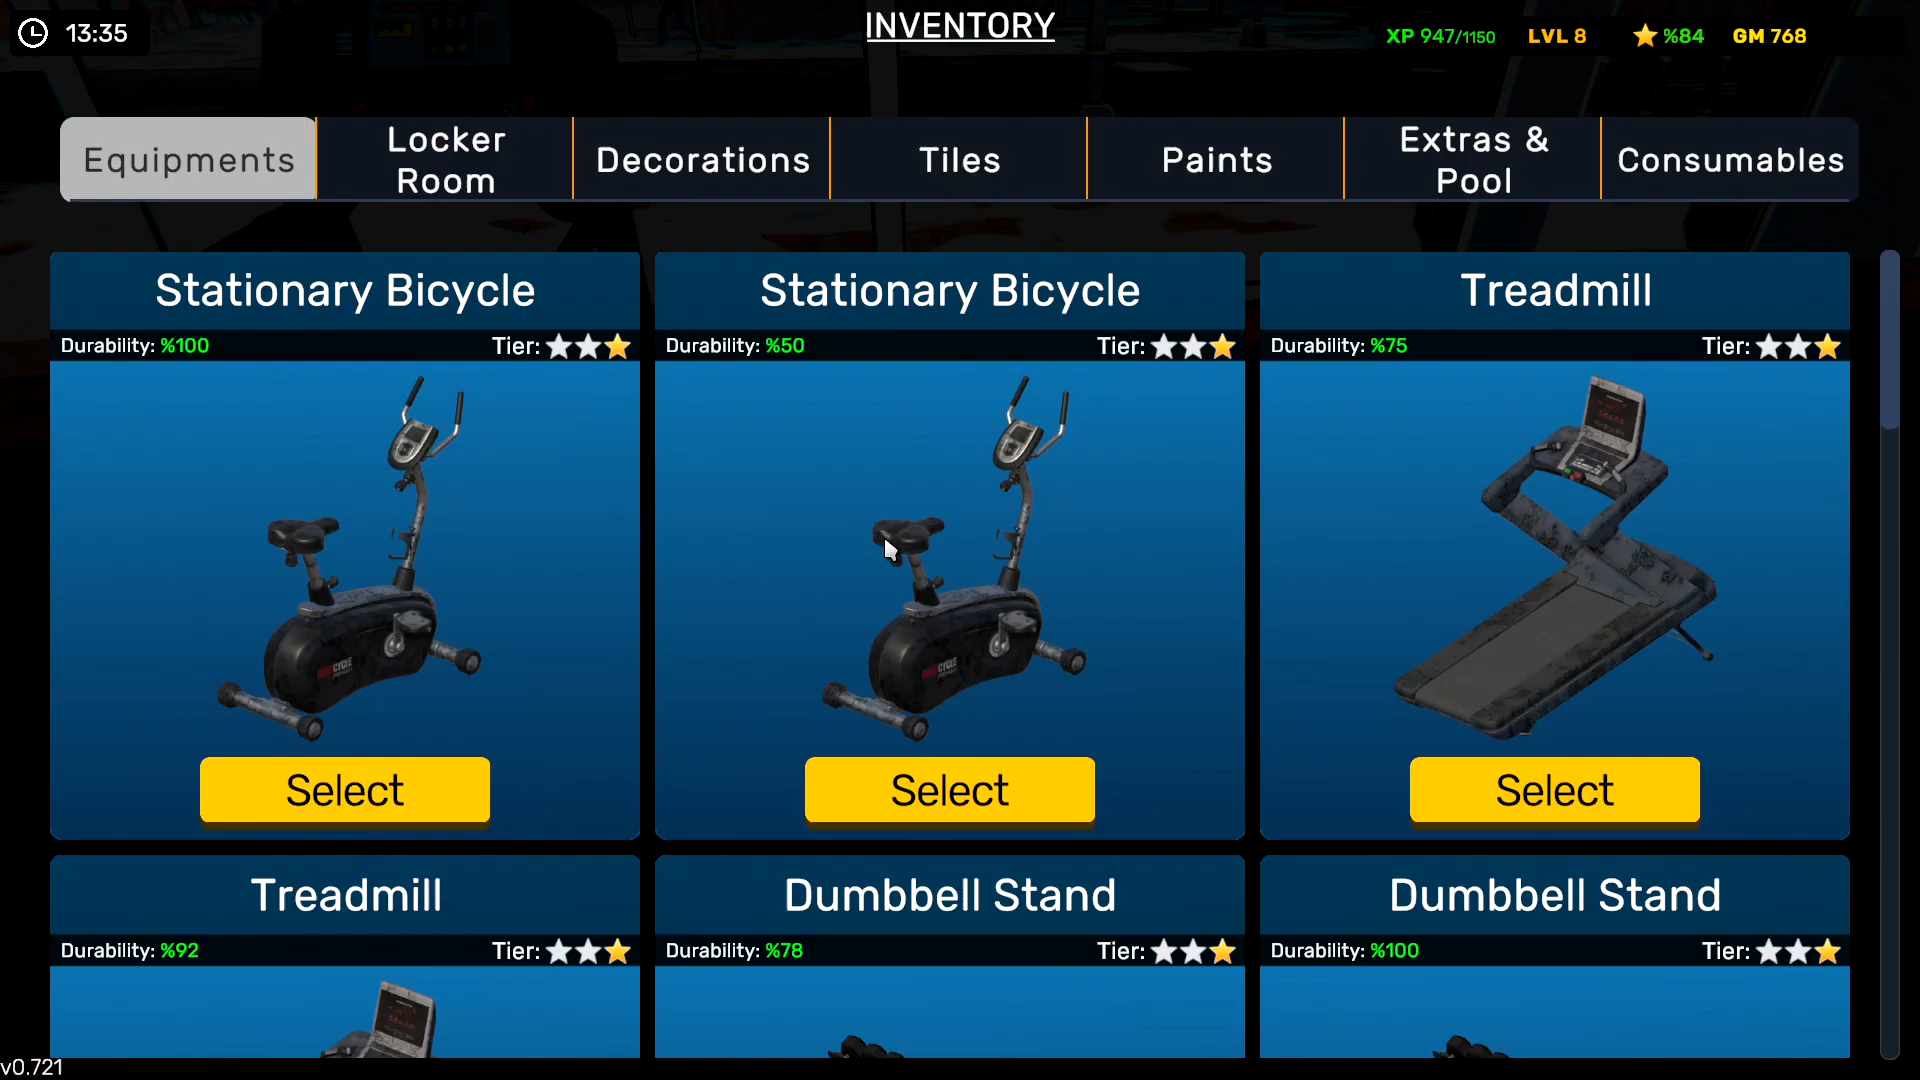 13:35
INVENTORY
XP 947/1150 LVL 8 %84 GM 768
Equipments
Locker
Room
Decorations
Tiles
Paints
Extras &
Pool
Consumables
Stationary Bicycle
Durability: %100 Tier:
CYCLE
Select
Stationary Bicycle
Durability: %50 Tier:
CYCLE
Select
Treadmill
Durability: %75 Tier:
Select
Treadmill
Durability: %92 Tier:
Dumbbell Stand
Durability: %78 Tier:
Dumbbell Stand
Durability: %100 Tier:
v0.721